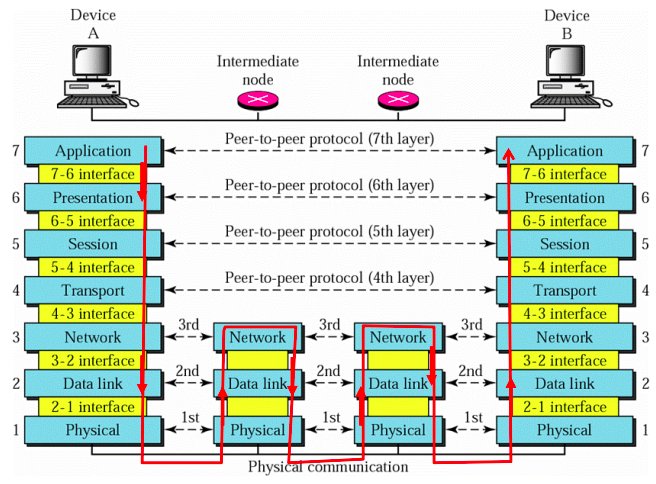 Device
A
Device
B
Intermediate
node
Intermediate
node
7 Application Peer-to-peer protocol (7th layer) Application 7
7-6 interface 7-6 interface
6 Presentation Peer-to-peer protocol (6th layer) Presentation 6
6-5 interface 6-5 interface
5 Session Peer-to-peer protocol (5th layer) Session 5
5-4 interface 5-4 interface
4 Transport Peer-to-peer protocol (4th layer) Transport 4
4-3 interface 4-3 interface
3 Network 3rd Network 3rd Network 3rd Network 3
3-2 interface 3-2 interface
2 Data link 2nd Data link 2nd Data link 2nd Data link 2
2-1 interface 2-1 interface
1 Physical 1st Physical 1st Physical 1st Physical 1
Physical communication